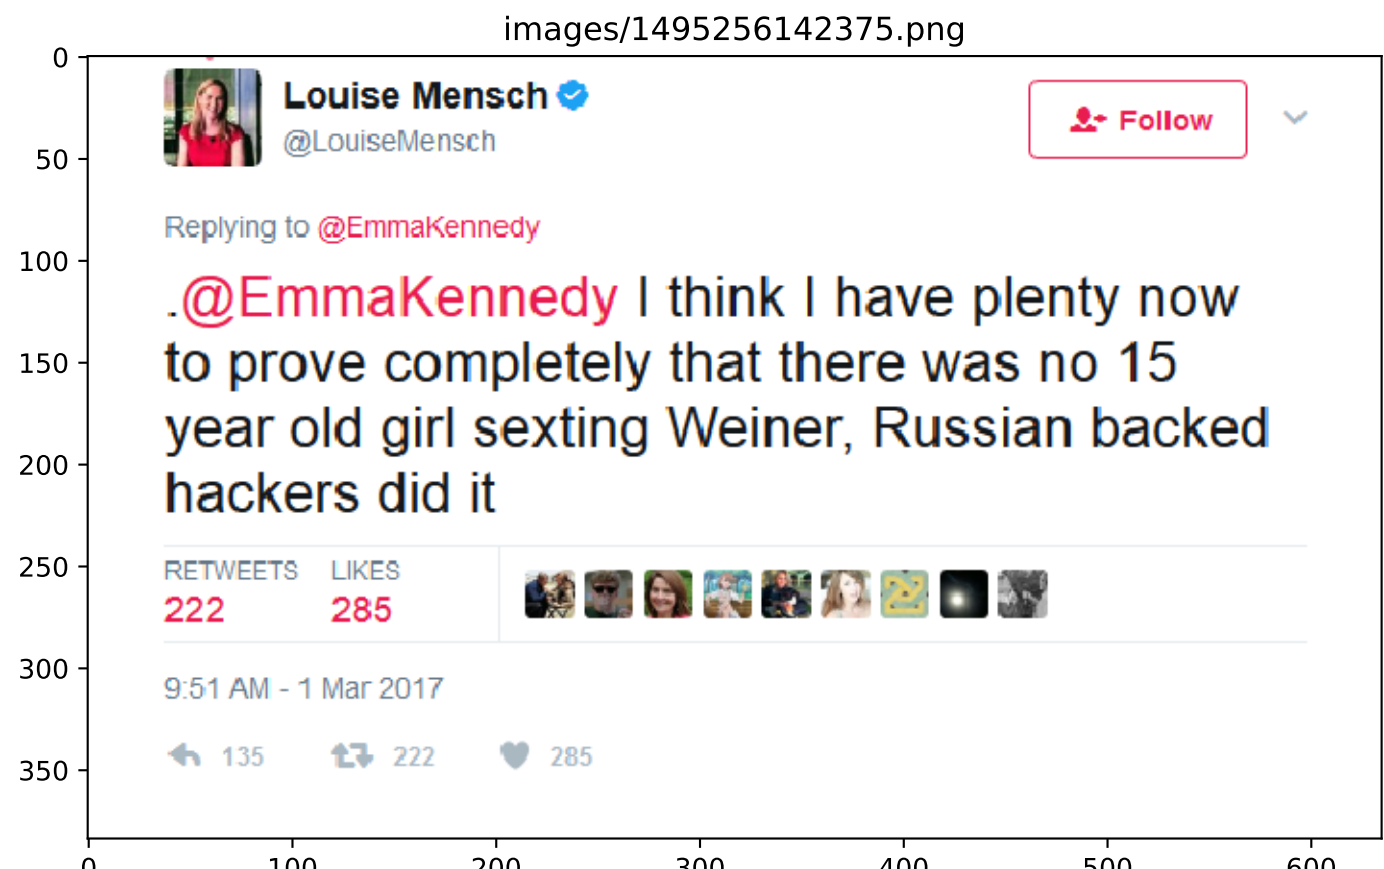 images/1495256142375.png
0
50
100
150
200
250
300
350
Louise Mensch
@LouiseMensch
Follow
Replying to @EmmaKennedy
.@EmmaKennedy I think I have plenty now
to prove completely that there was no 15
year old girl sexting Weiner, Russian backed
hackers did it
RETWEETS LIKES
222 285
9:51 AM - 1 Mar 2017
135 222 285
0 100 200 300 400 500 600